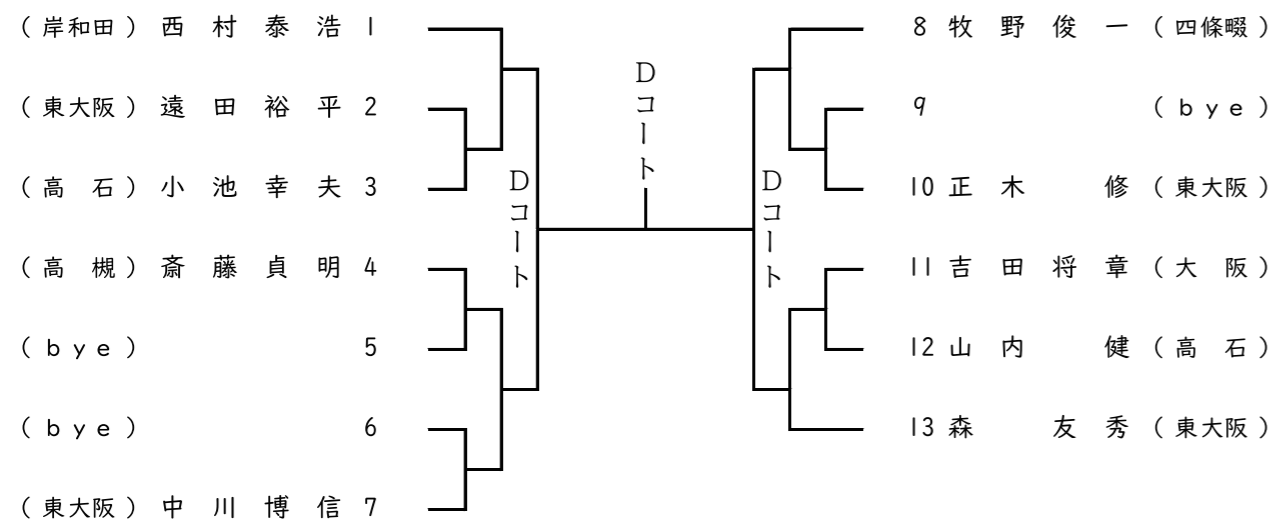 （岸和田）西村泰浩 1
（東大阪）遠田裕平 2
（高石）小池幸夫 3
（高槻）斎藤貞明 4
（bye） 5
（bye） 6
（東大阪）中川博信 7
Dコート
Dコート
Dコート
8 牧野俊一（四條畷）
9 （bye）
10 正木修（東大阪）
11 吉田将章（大阪）
12 山内健（高石）
13 森友秀（東大阪）